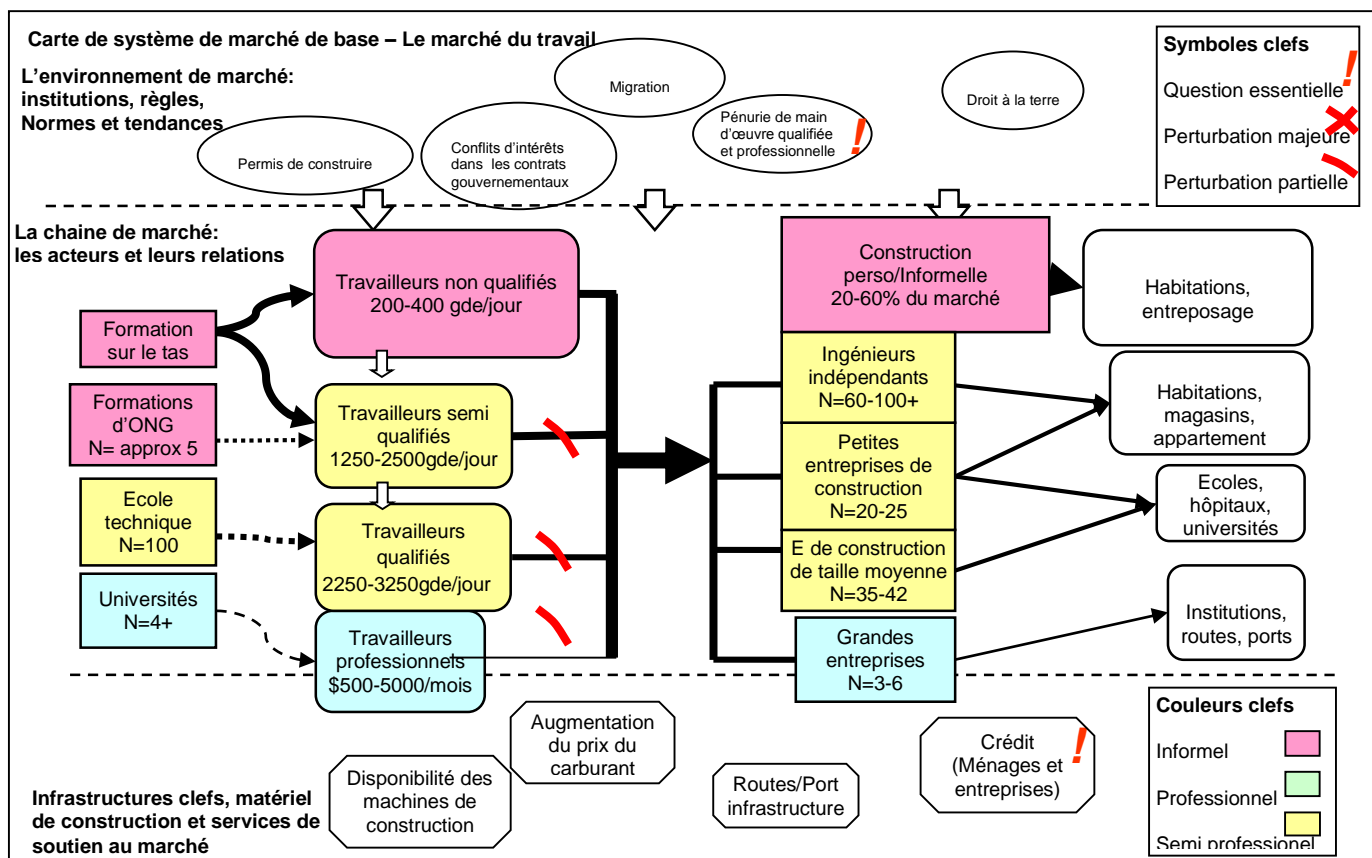 Carte de système de marché de base – Le marché du travail
L'environnement de marché:
institutions, règles,
Normes et tendances
Permis de construire
Conflits d'intérêts
dans les contrats
gouvernementaux
Migration
Pénurie de main
d'œuvre qualifiée
et professionnelle
!
Droit à la terre
Symboles clefs
Question essentielle !
Perturbation majeure
Perturbation partielle
La chaine de marché:
les acteurs et leurs relations
Formation
sur le tas
Formations
d'ONG
N= approx 5
Ecole
technique
N=100
Universités
N=4+
Travailleurs non qualifiés
200-400 gde/jour
Travailleurs semi
qualifiés
1250-2500gde/jour
Travailleurs
qualifiés
2250-3250gde/jour
Travailleurs
professionnels
$500-5000/mois
Construction
perso/Informelle
20-60% du marché
Ingénieurs
indépendants
N=60-100+
Petites
entreprises de
construction
N=20-25
E de construction
de taille moyenne
N=35-42
Grandes
entreprises
N=3-6
Habitations,
entreposage
Habitations,
magasins,
appartement
Ecoles,
hôpitaux,
universités
Institutions,
routes, ports
Infrastructures clefs, matériel
de construction et services de
soutien au marché
Disponibilité des
machines de
construction
Augmentation
du prix du
carburant
Routes/Port
infrastructure
Crédit
(Ménages et
entreprises)
!
Couleurs clefs
Informel
Professionnel
Semi professionel